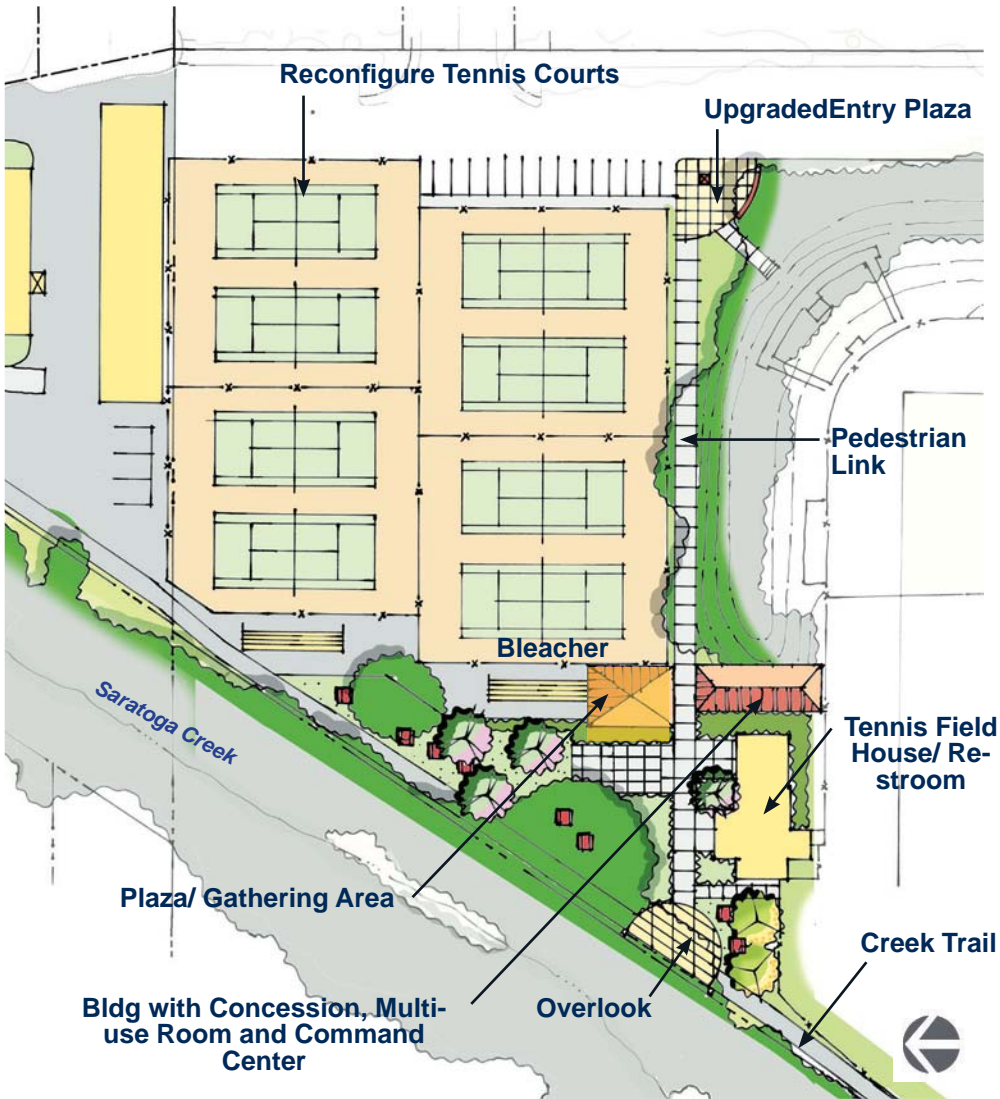 Reconfigure Tennis Courts
UpgradedEntry Plaza
Pedestrian
Link
Bleacher
Saratoga Creek
Tennis Field
House/ Re-
stroom
Plaza/ Gathering Area
Creek Trail
Bldg with Concession, Multi-
use Room and Command
Center
Overlook